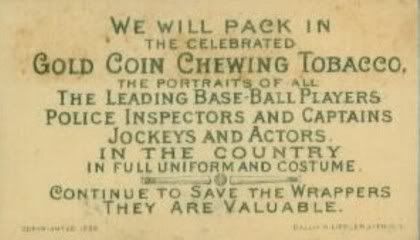 WE WILL PACK IN
THE CELEBRATED
GOLD COIN CHEWING TOBACCO,
THE PORTRAITS OF ALL
THE LEADING BASE-BALL PLAYERS
POLICE INSPECTORS AND CAPTAINS
JOCKEYS AND ACTORS.
IN THE COUNTRY
IN FULL UNIFORM AND COSTUME.
CONTINUE TO SAVE THE WRAPPERS
THEY ARE VALUABLE.
COPYRIGHTED